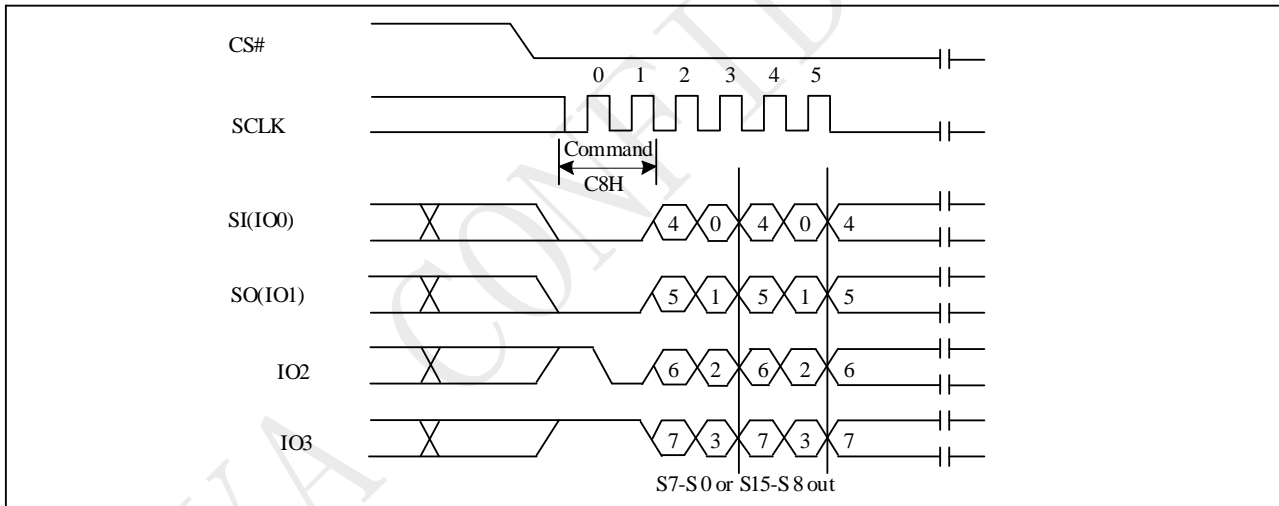 CS#
0 1 2 3 4 5
SCLK
Command
C8H
SI(IO0) 4 0 4 0 4
SO(IO1) 5 1 5 1 5
IO2 6 2 6 2 6
IO3 7 3 7 3 7
S7-S0 or S15-S8 out